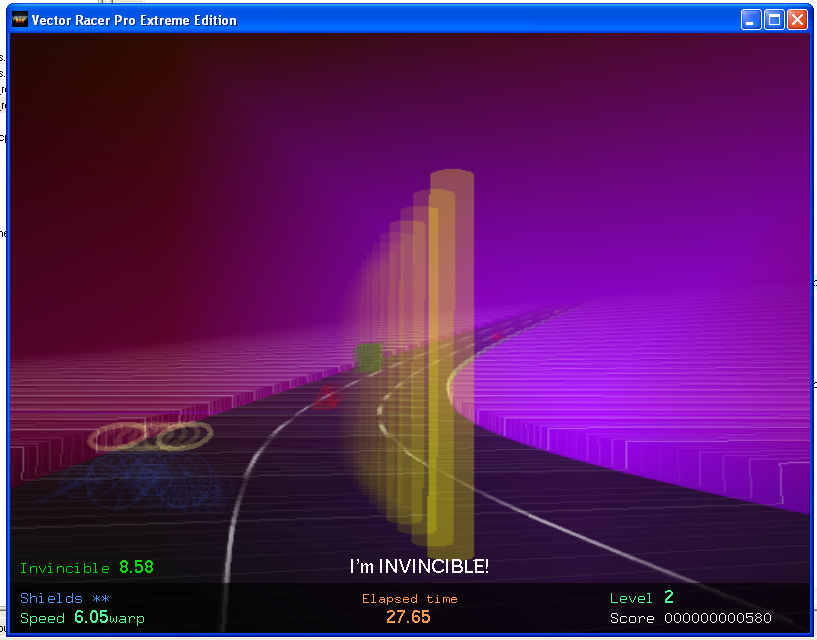 Vector Racer Pro Extreme Edition
Invincible 8.58
I'm INVINCIBLE!
Shields **
Elapsed time
Level 2
Speed 6.05warp
27.65
Score 000000000580